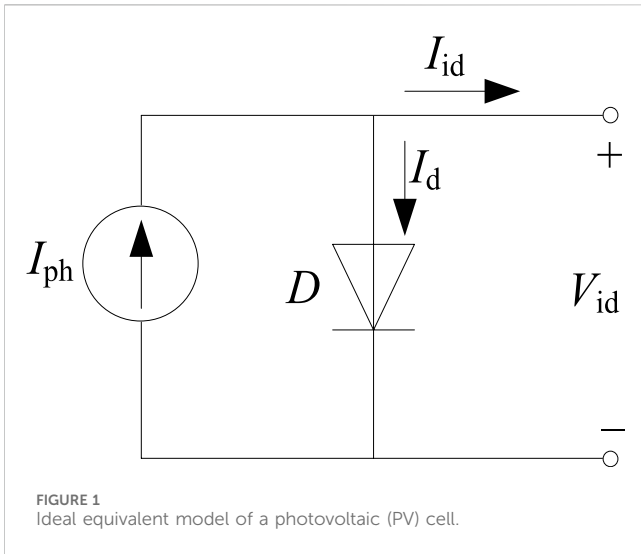 I_id
+
I_d
I_ph
D
V_id
−
FIGURE 1
Ideal equivalent model of a photovoltaic (PV) cell.